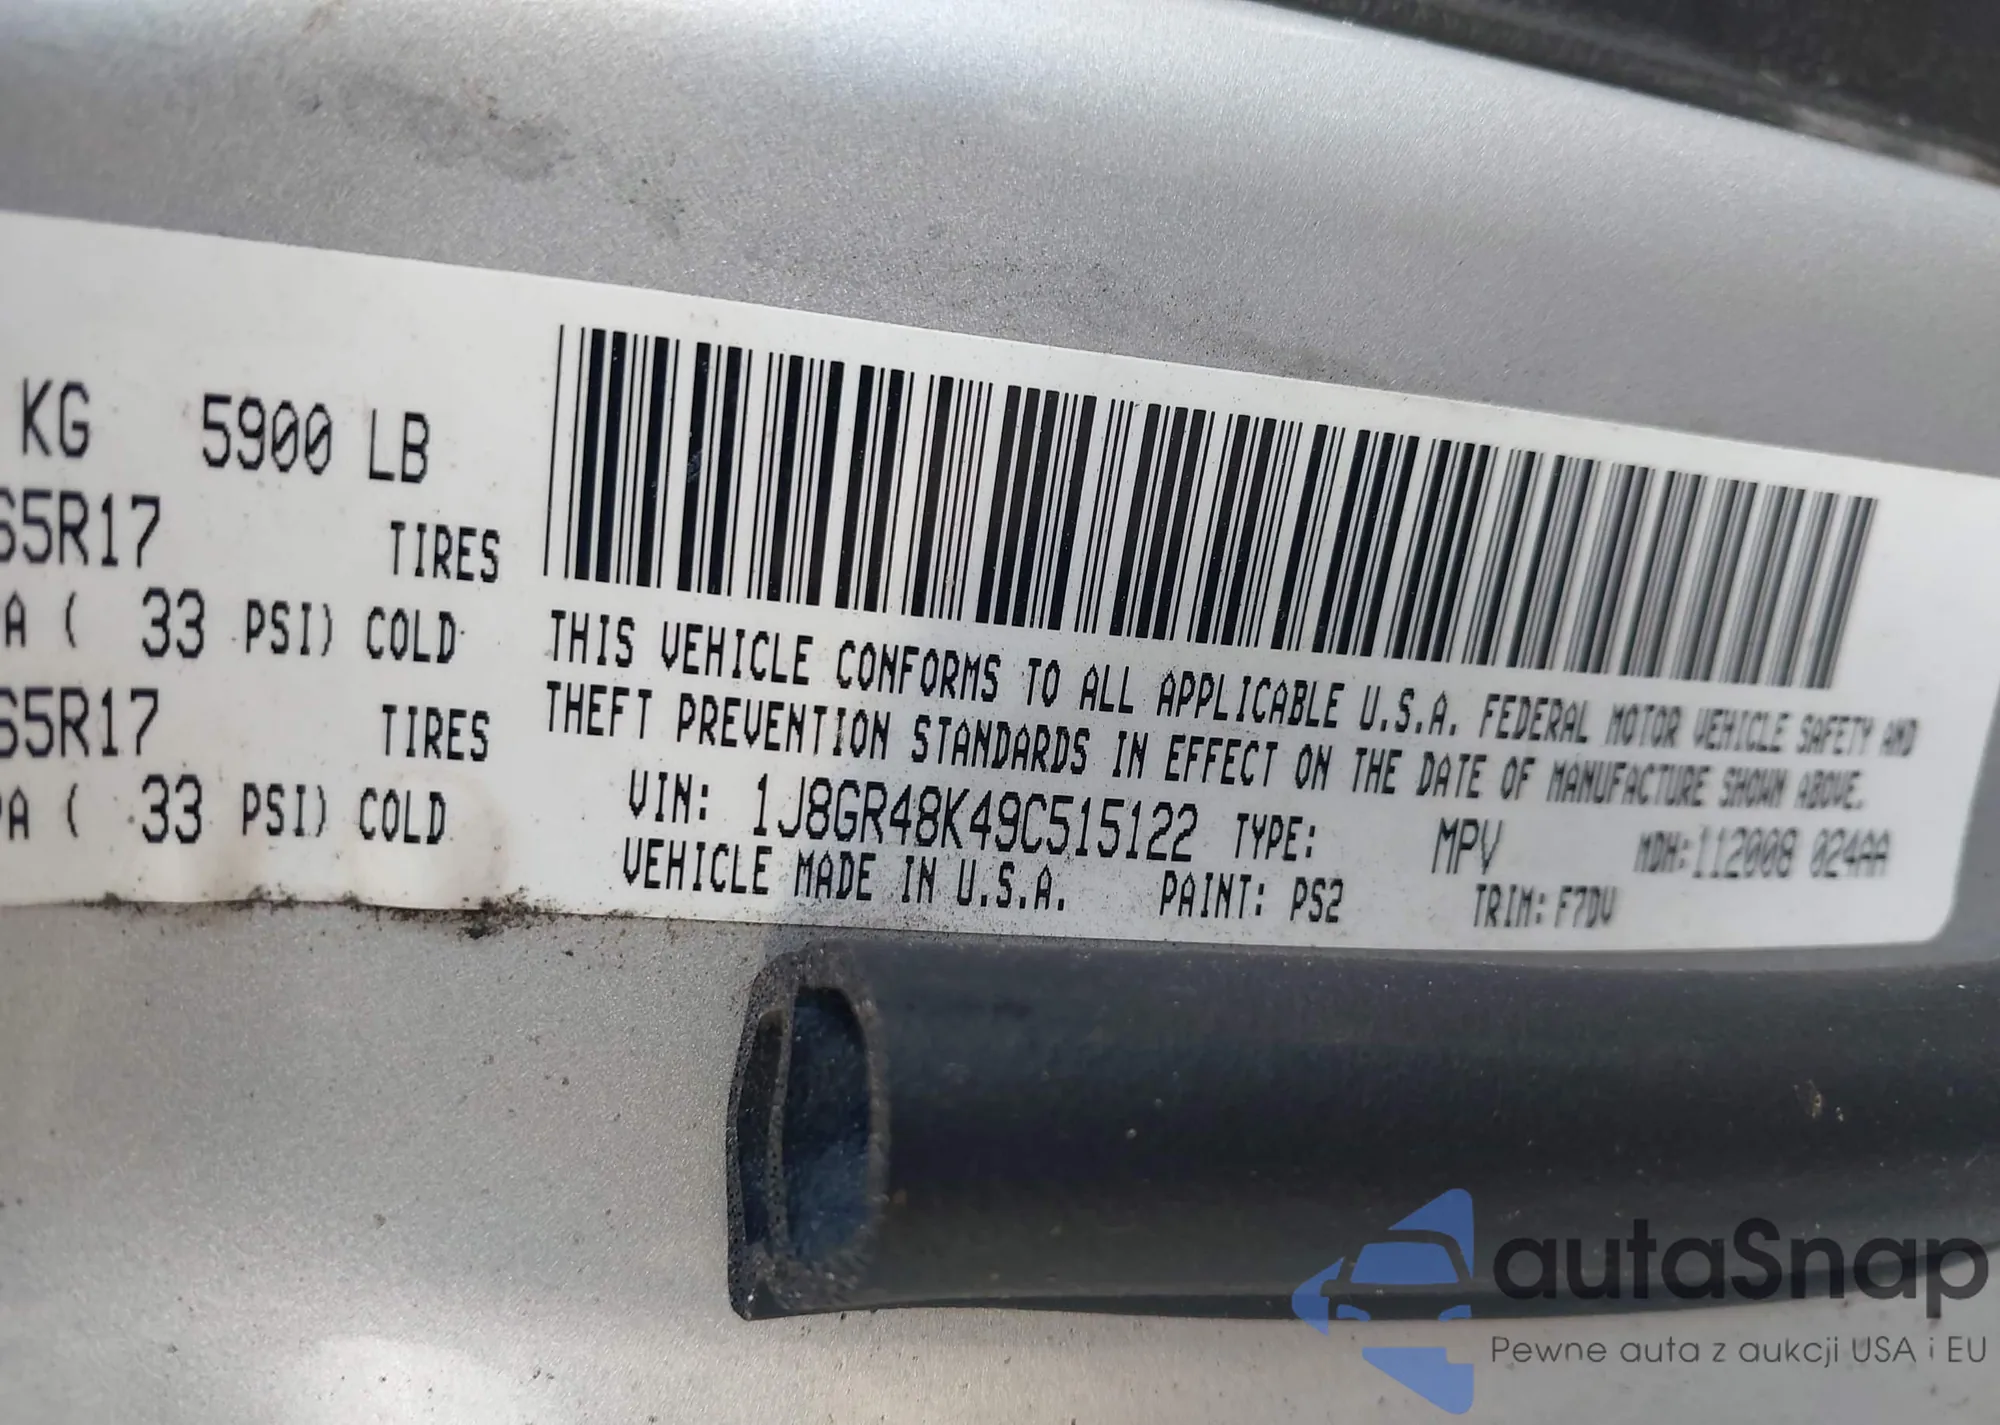 KG 5900 LB
65R17 TIRES
A ( 33 PSI) COLD
65R17 TIRES
PA ( 33 PSI) COLD
THIS VEHICLE CONFORMS TO ALL APPLICABLE U.S.A. FEDERAL MOTOR VEHICLE SAFETY AND
THEFT PREVENTION STANDARDS IN EFFECT ON THE DATE OF MANUFACTURE SHOWN ABOVE.
VIN: 1J8GR48K49C515122 TYPE: MPV MDH: 112008 024AA
VEHICLE MADE IN U.S.A. PAINT: PS2 TRIM: F7DV
autaSnap
Pewne auta z aukcji USA i EU